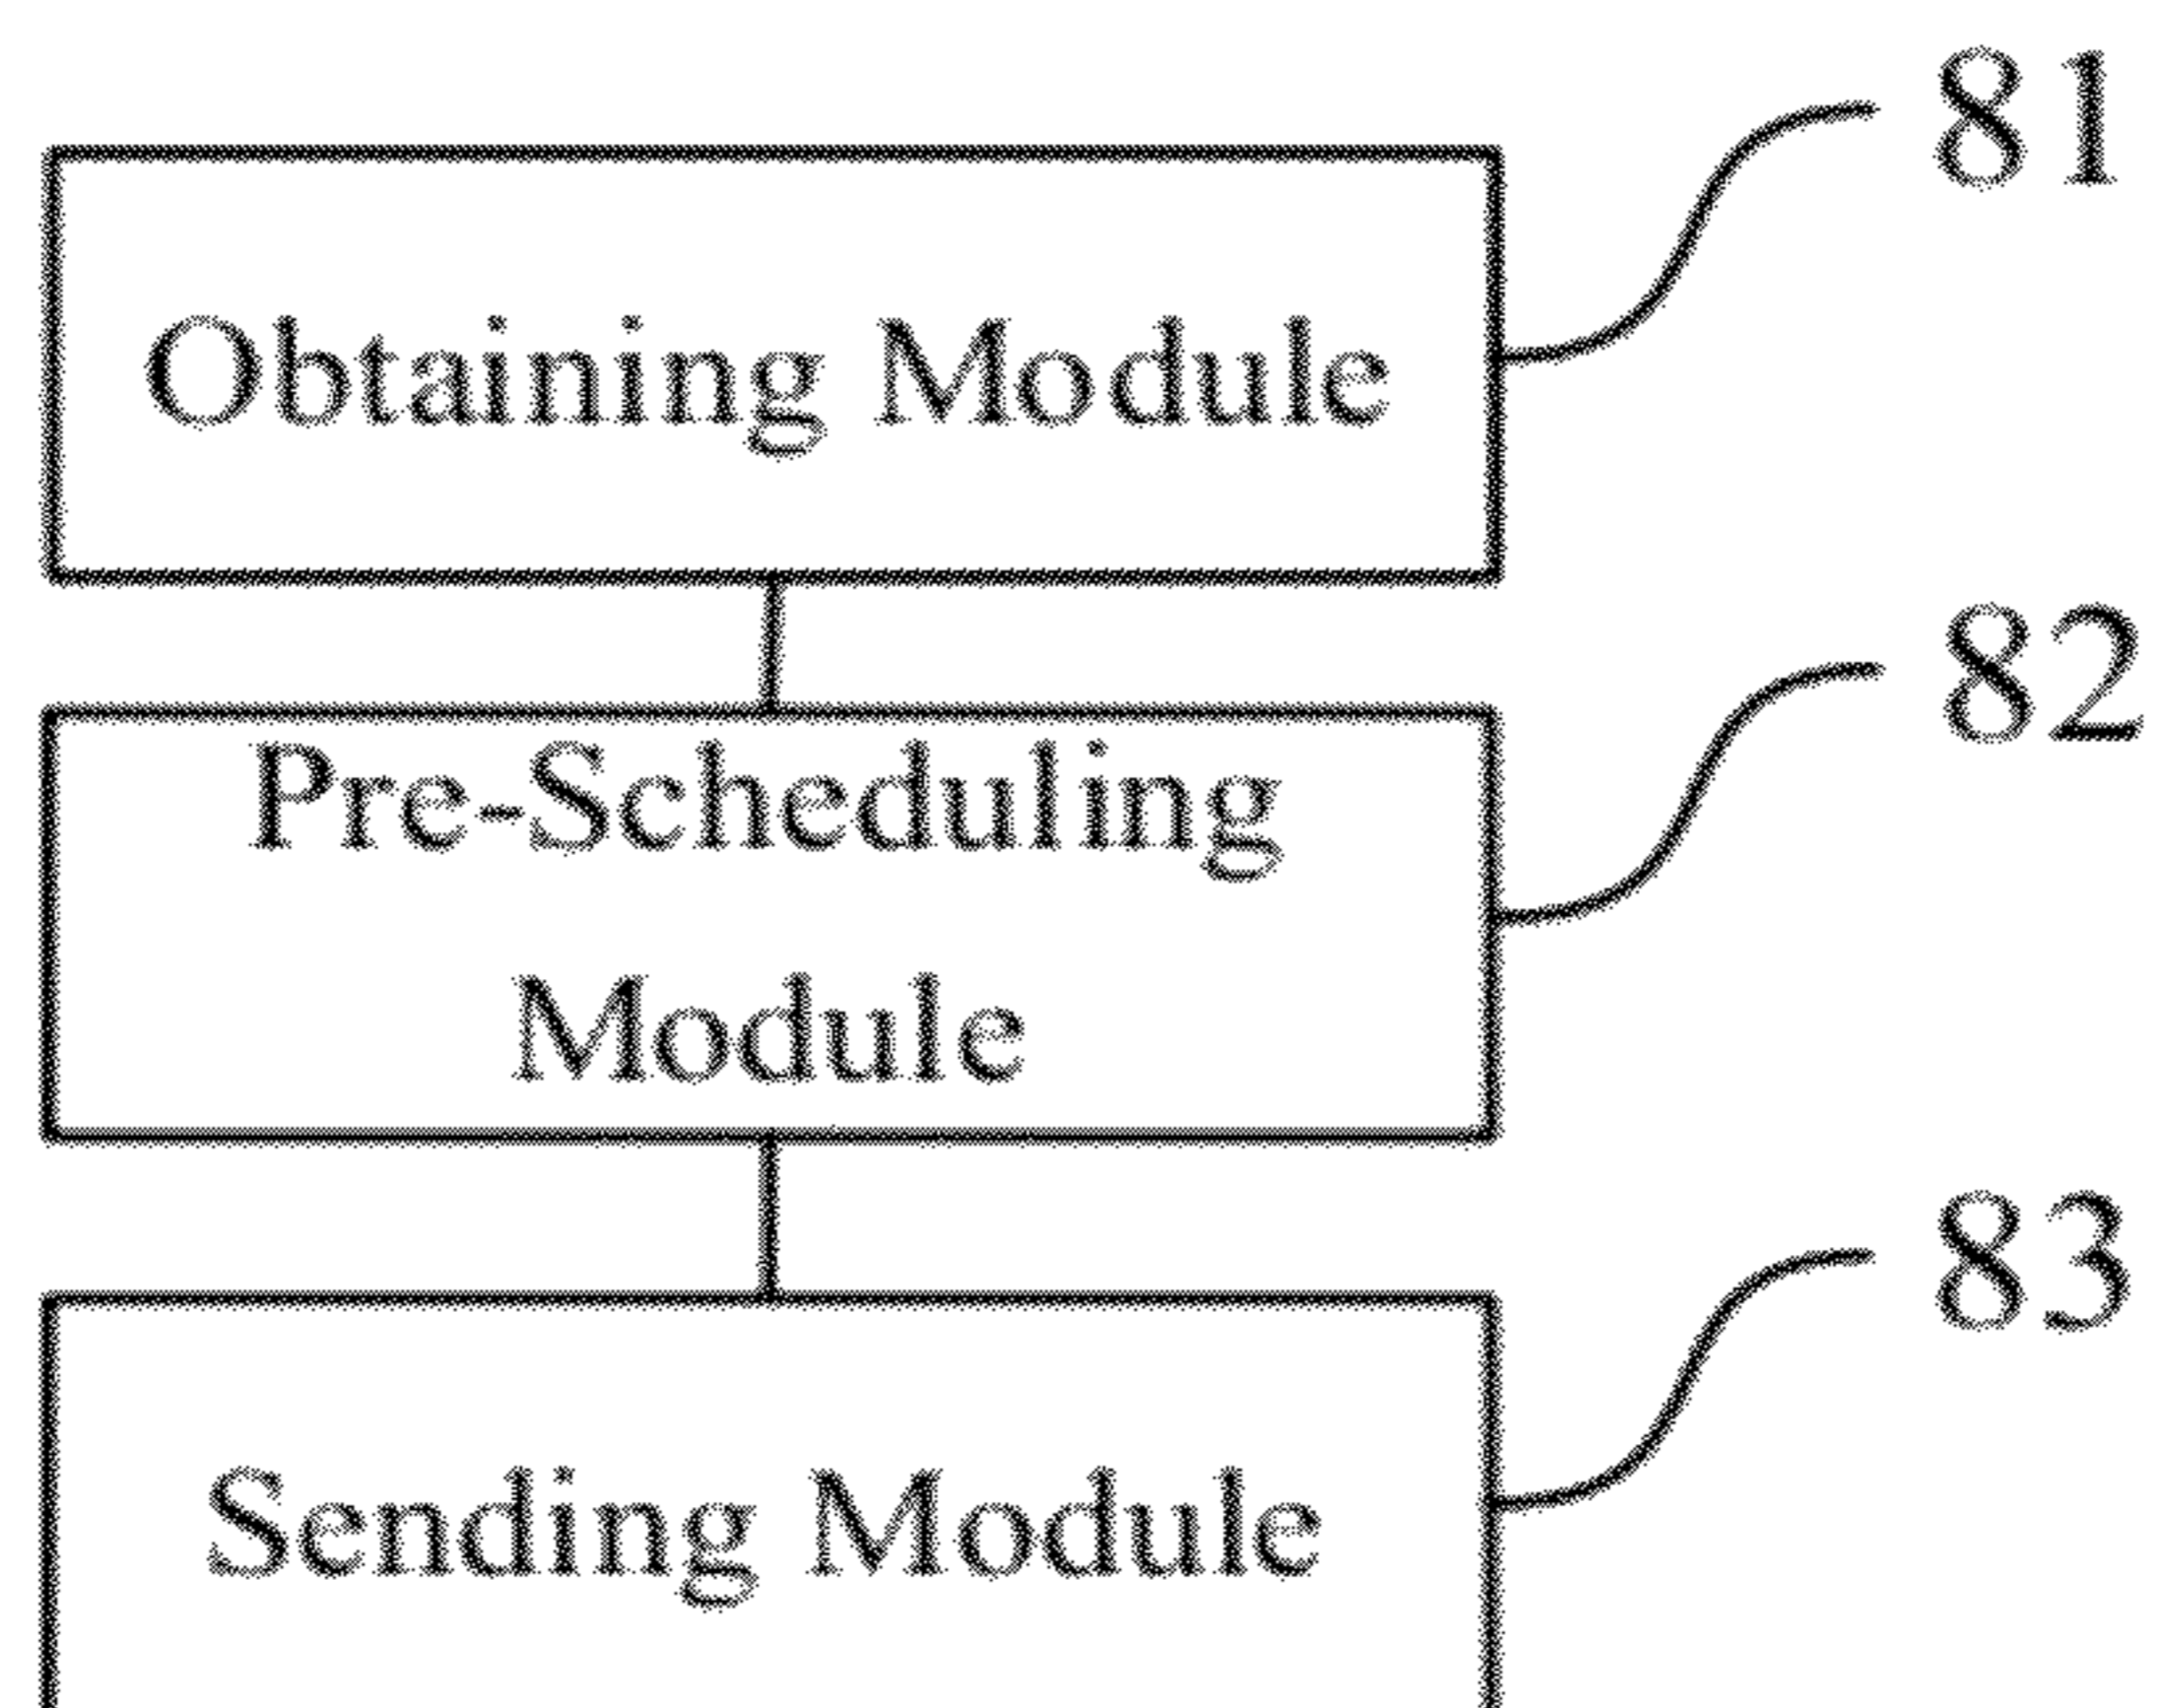 81
Obtaining Module
82
Pre-Scheduling
Module
83
Sending Module